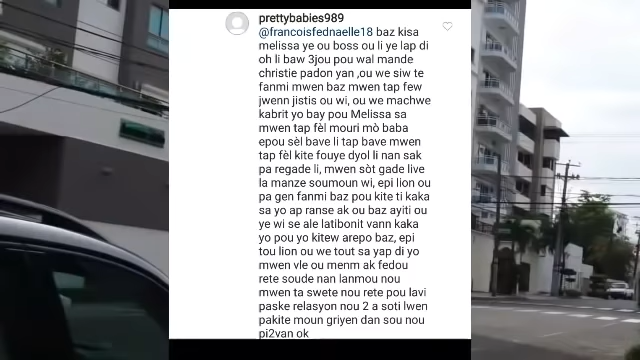 prettybabies989
@francoisfednaelle18 baz kisa
melissa ye ou boss ou li ye lap di
oh li baw 3jou pou wal mande
christie padon yan ,ou we siw te
fanmi mwen baz mwen tap few
jwenn jistis ou wi, ou we machwe
kabrit yo bay pou Melissa sa
mwen tap fèl mouri mò baba
epou sèl bave li tap bave mwen
tap fèl kite fouye dyol li nan sak
pa regade li, mwen sòt gade live
la manze soumoun wi, epi lion ou
pa gen fanmi baz pou kite ti kaka
sa yo ap ranse ak ou baz ayiti ou
ye wi se ale latibonit vann kaka
yo pou yo kitew arepo baz, epi
tou lion ou we tout sa yap di yo
mwen vle ou menm ak fedou
rete soude nan lanmou nou
mwen ta swete nou rete pou lavi
paske relasyon nou 2 a soti lwen
pakite moun griyen dan sou nou
pi2van ok